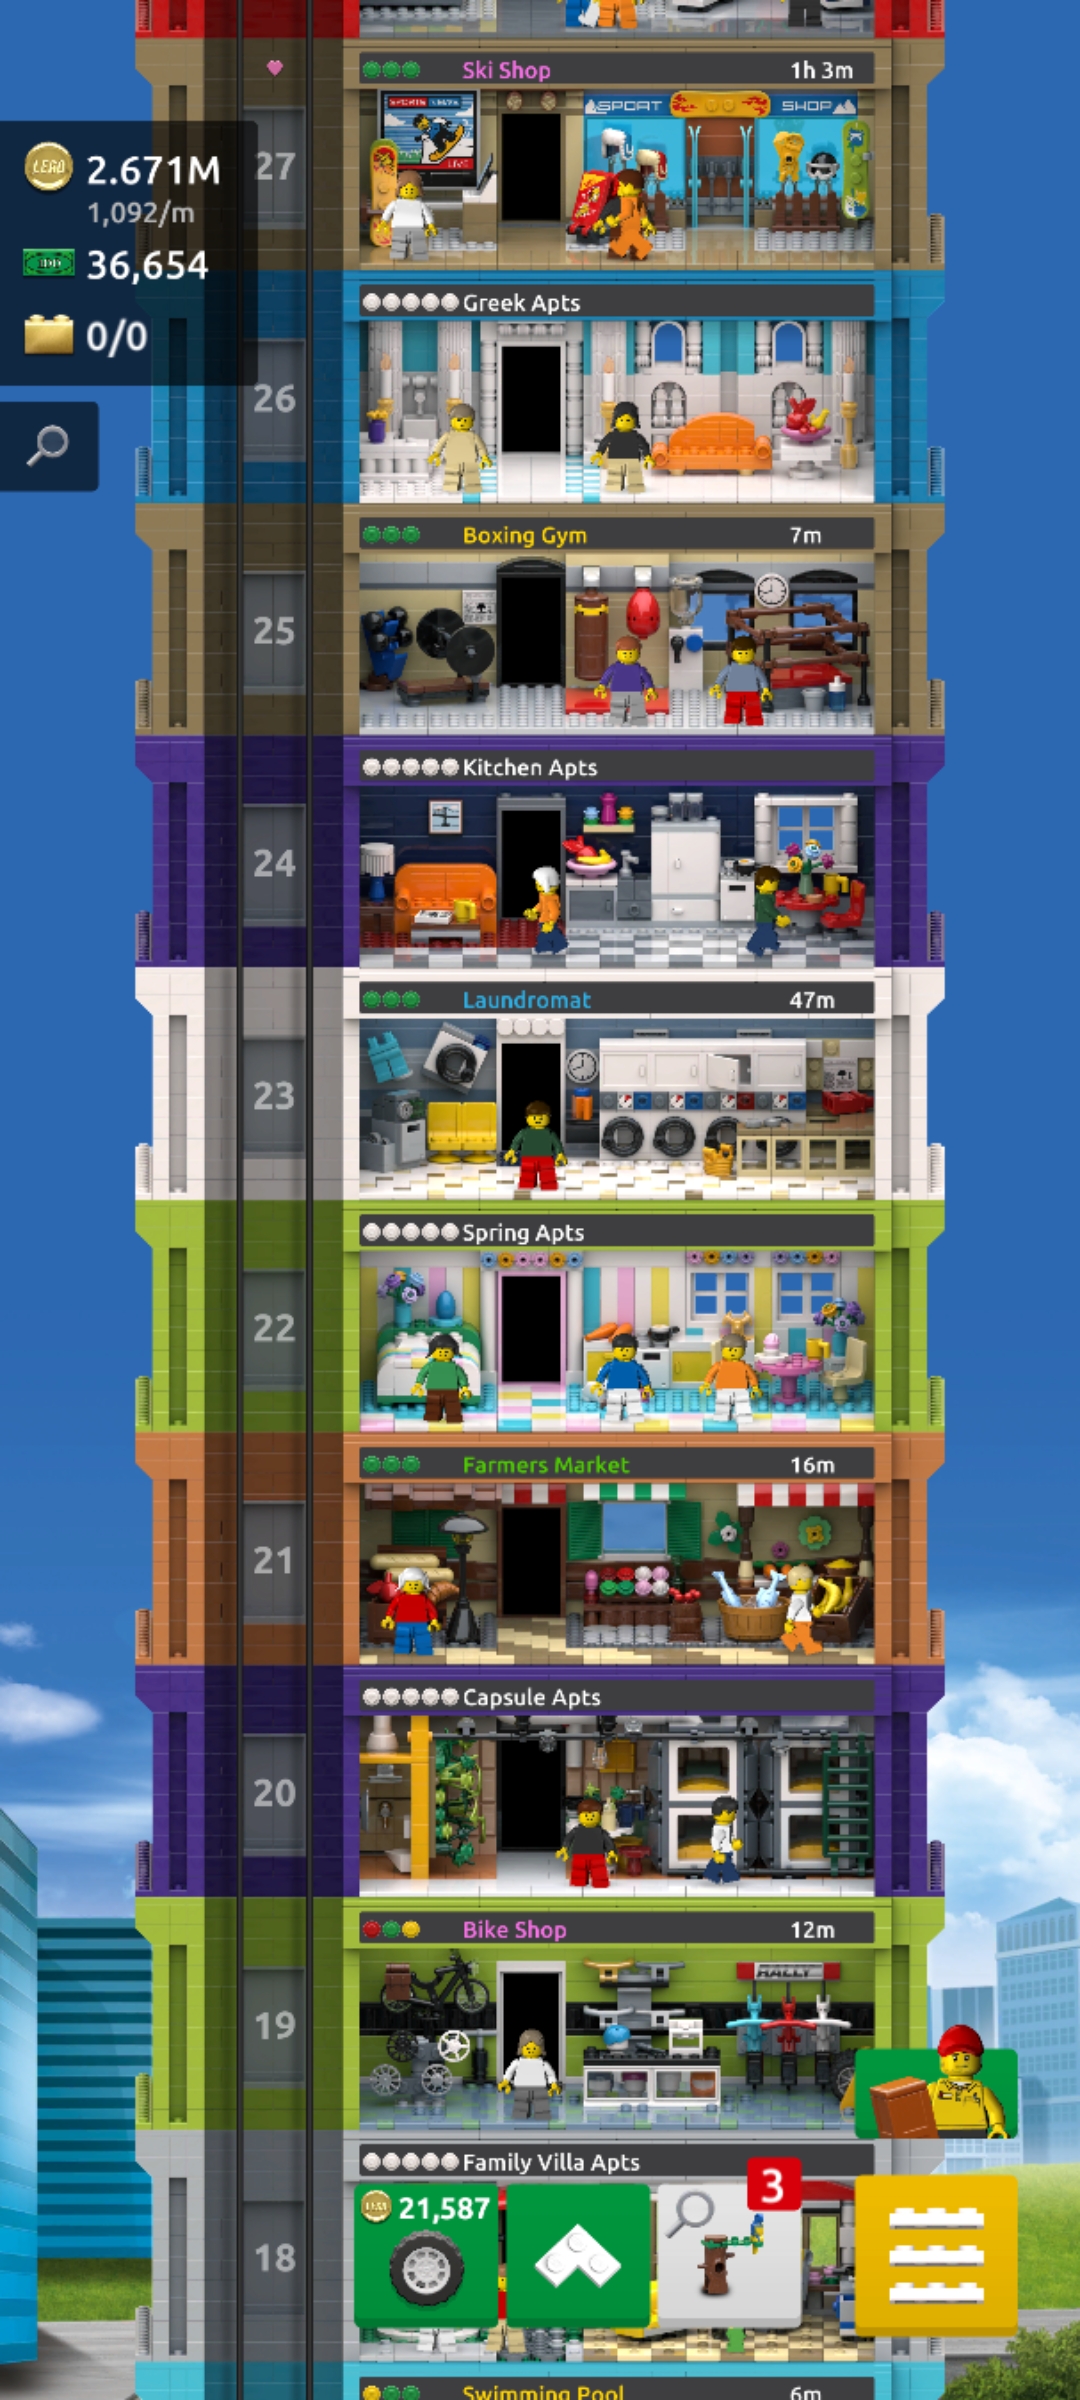 Ski Shop 1h 3m
SPORT SHOP
LIVE
27
2.671M
1,092/m
36,654
0/0
Greek Apts
26
Boxing Gym 7m
25
Kitchen Apts
24
Laundromat 47m
23
Spring Apts
22
Farmers Market 16m
21
Capsule Apts
20
Bike Shop 12m
RALLY
19
Family Villa Apts
3
21,587
18
Swimming Pool 6m